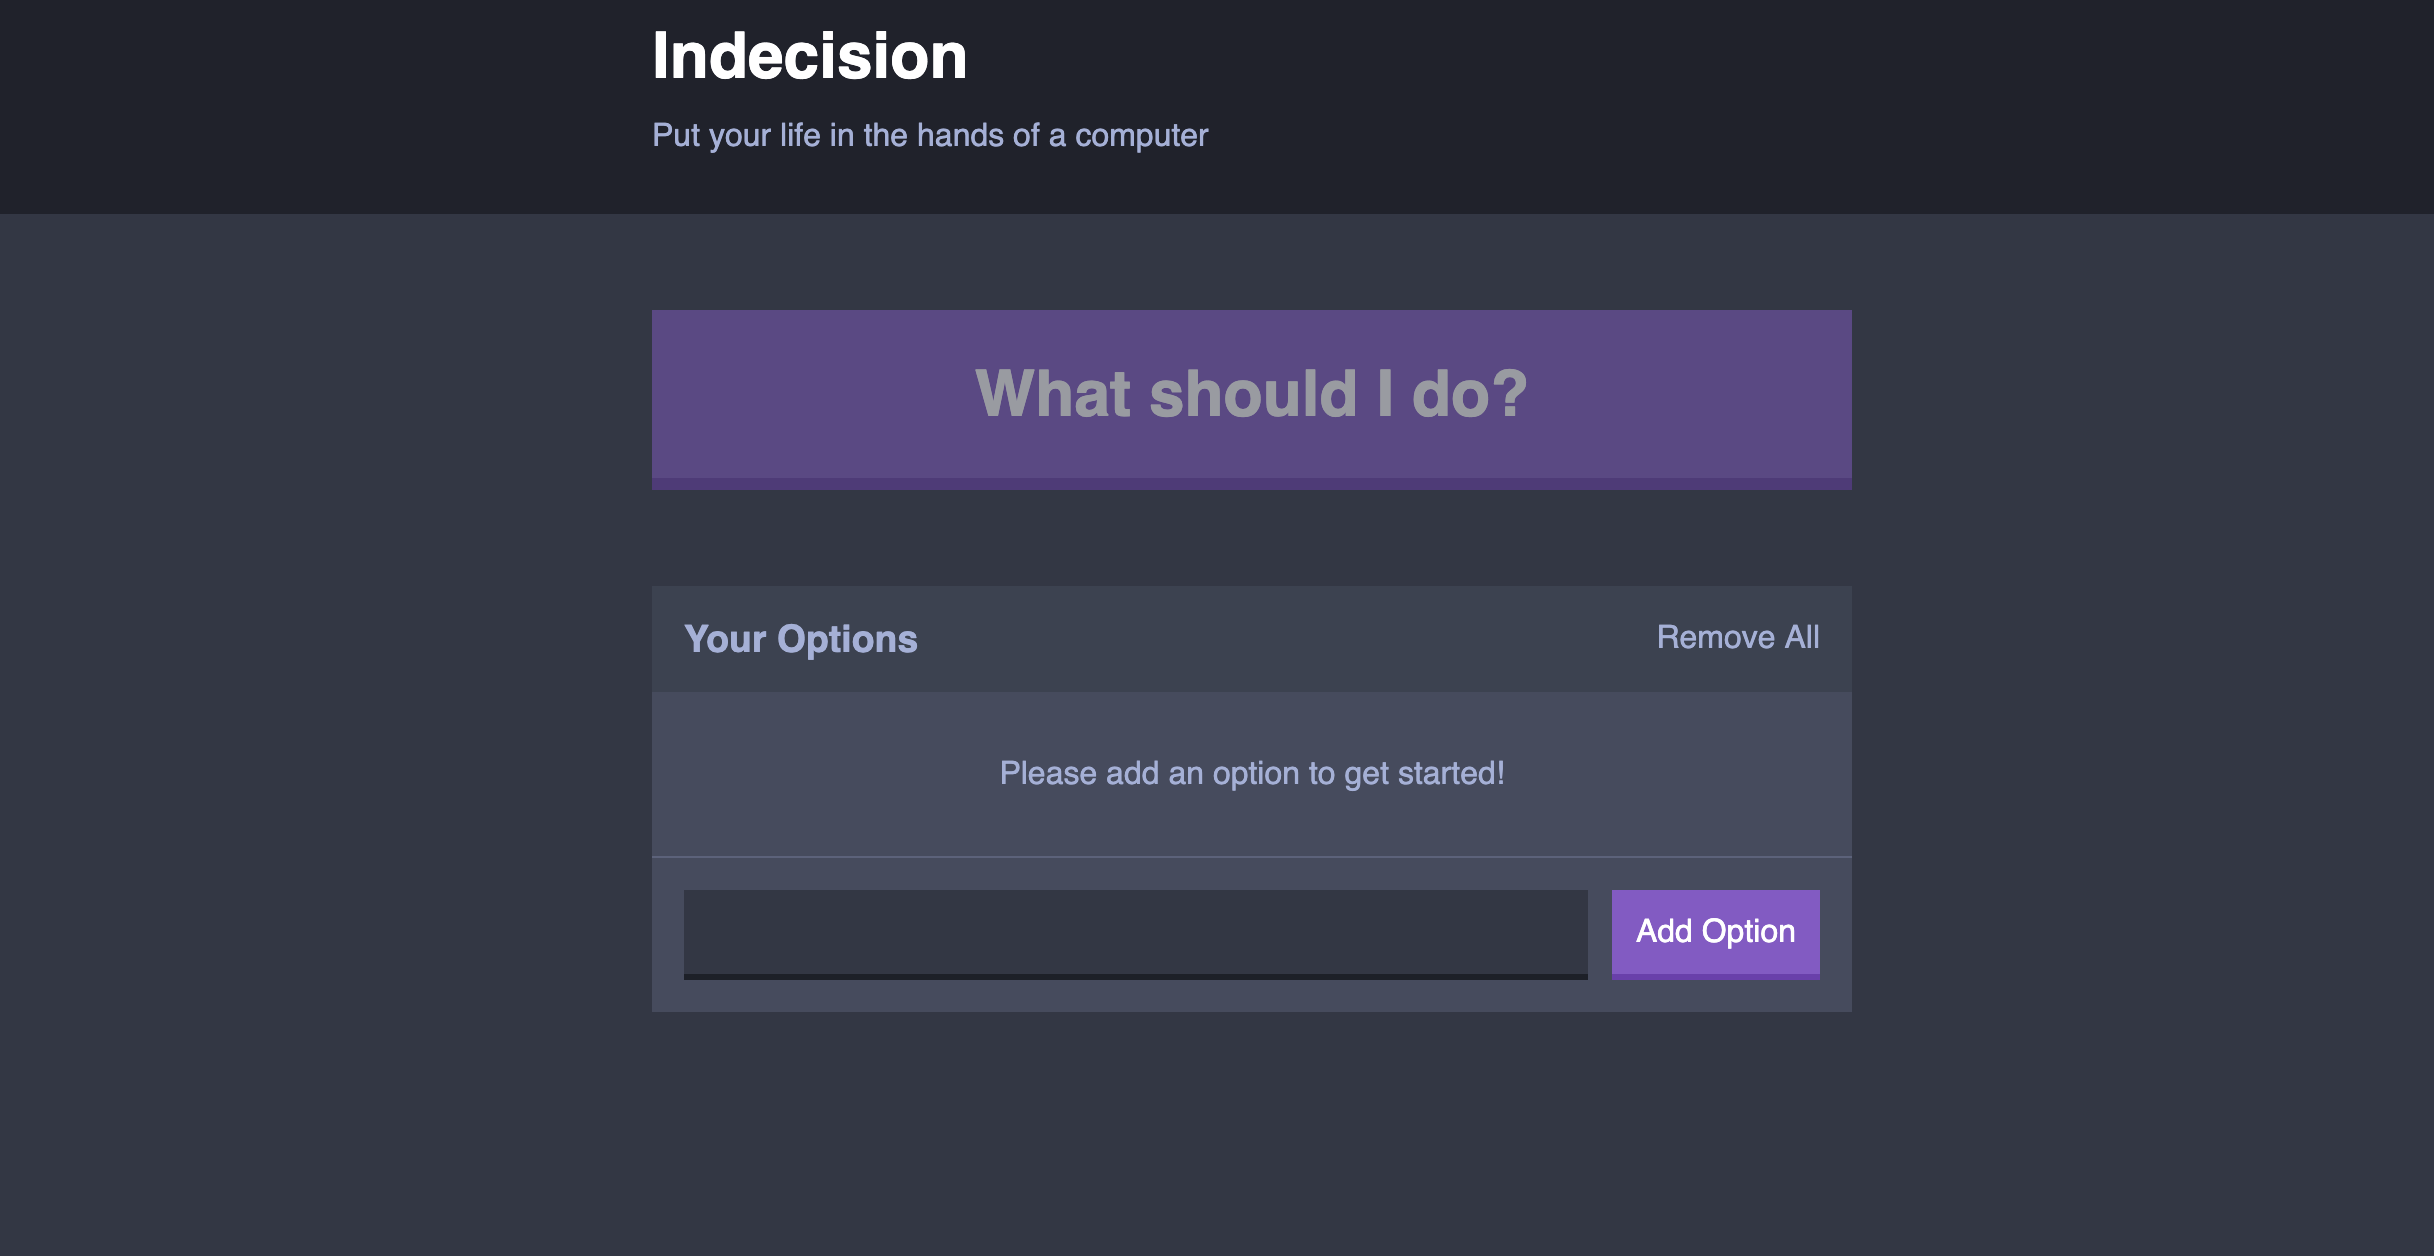 Indecision
Put your life in the hands of a computer
What should I do?
Your Options
Remove All
Please add an option to get started!
Add Option